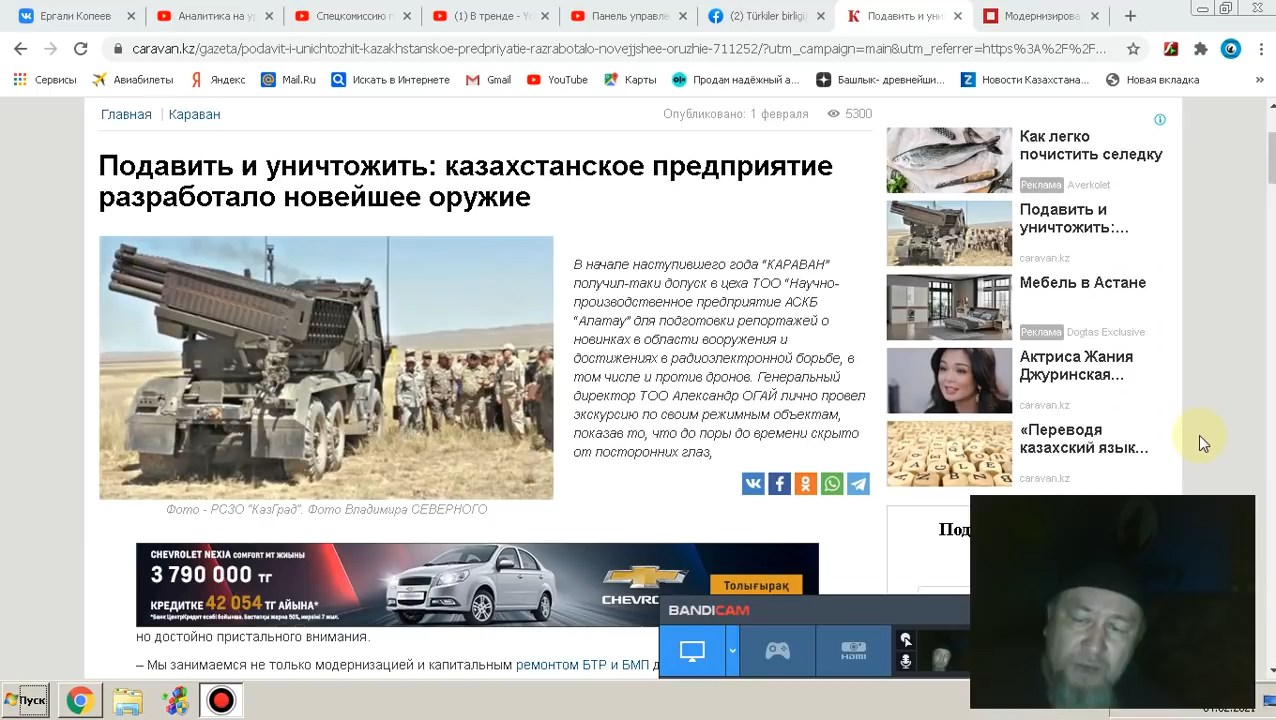 Ергали Копеев
Аналитика на у
Спецкомиссию г
(1) В тренде - Yo
Панель управле
(2) Türkiler birligi/
Подавить и уни
Модернизирова
caravan.kz/gazeta/podavit-i-unichtozhit-kazakhstanskoe-predpriyatie-razrabotalo-novejjshee-oruzhie-711252/?utm_campaign=main&utm_referrer=https%3A%2F%2F...
Сервисы
Авиабилеты
Яндекс
Mail.Ru
Искать в Интернете
Gmail
YouTube
Карты
Продам надёжный а...
Башлык- древнейши...
Новости Казахстана...
Новая вкладка
Главная | Караван
Опубликовано: 1 февраля 5300
Подавить и уничтожить: казахстанское предприятие
разработало новейшее оружие
В начале наступившего года "КАРАВАН"
получил-таки допуск в цеха ТОО "Научно-
производственное предприятие АСКБ
"Алатау" для подготовки репортажей о
новинках в области вооружения и
достижениях в радиоэлектронной борьбе, в
том числе и против дронов. Генеральный
директор ТОО Александр ОГАЙ лично провел
экскурсию по своим режимным объектам,
показав то, что до поры до времени скрыто
от посторонних глаз,
Фото - РСЗО "КазГрад". Фото Владимира СЕВЕРНОГО
CHEVROLET NEXIA COMFORT МТ ЖИЫНЫ
3 790 000 тг
КРЕДИТКЕ 42 054 ТГ АЙЫНА*
CHEVRO
Толығырақ
но достойно пристального внимания.
– Мы занимаемся не только модернизацией и капитальным ремонтом БТР и БМП д
Как легко
почистить селедку
Реклама Averkolet
Подавить и
уничтожить:...
caravan.kz
Мебель в Астане
Реклама Dogtas Exclusive
Актриса Жания
Джуринская...
caravan.kz
«Переводя
казахский язык...
caravan.kz
Под
BANDICAM
HDMI
Пуск